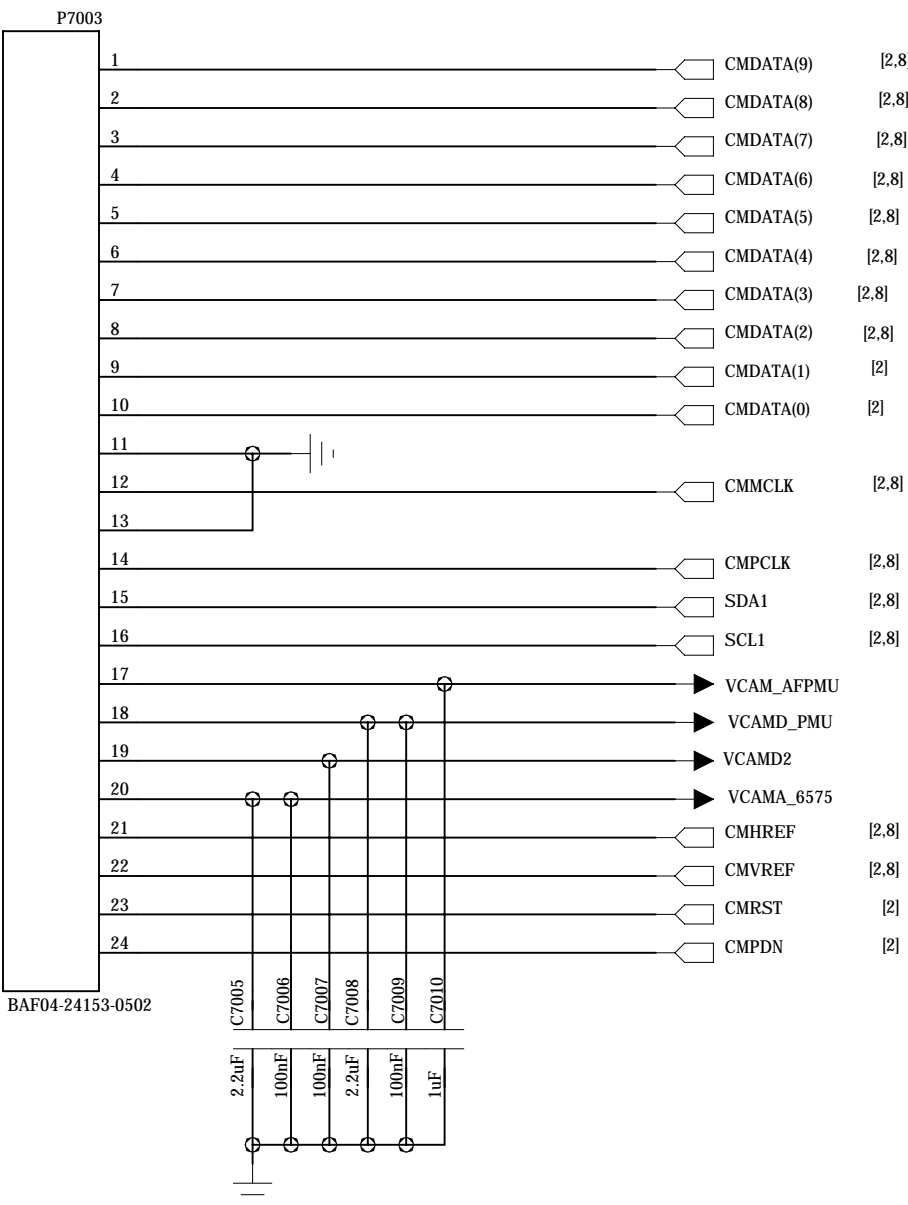 P7003
1 CMDATA(9) [2,8]
2 CMDATA(8) [2,8]
3 CMDATA(7) [2,8]
4 CMDATA(6) [2,8]
5 CMDATA(5) [2,8]
6 CMDATA(4) [2,8]
7 CMDATA(3) [2,8]
8 CMDATA(2) [2,8]
9 CMDATA(1) [2]
10 CMDATA(0) [2]
11
12 CMMCLK [2,8]
13
14 CMPCLK [2,8]
15 SDA1 [2,8]
16 SCL1 [2,8]
17 VCAM_AFPMU
18 VCAMD_PMU
19 VCAMD2
20 VCAMA_6575
21 CMHREF [2,8]
22 CMVREF [2,8]
23 CMRST [2]
24 CMPDN [2]
BAF04-24153-0502
C7005 C7006 C7007 C7008 C7009 C7010
2.2uF 100nF 100nF 2.2uF 100nF 1uF